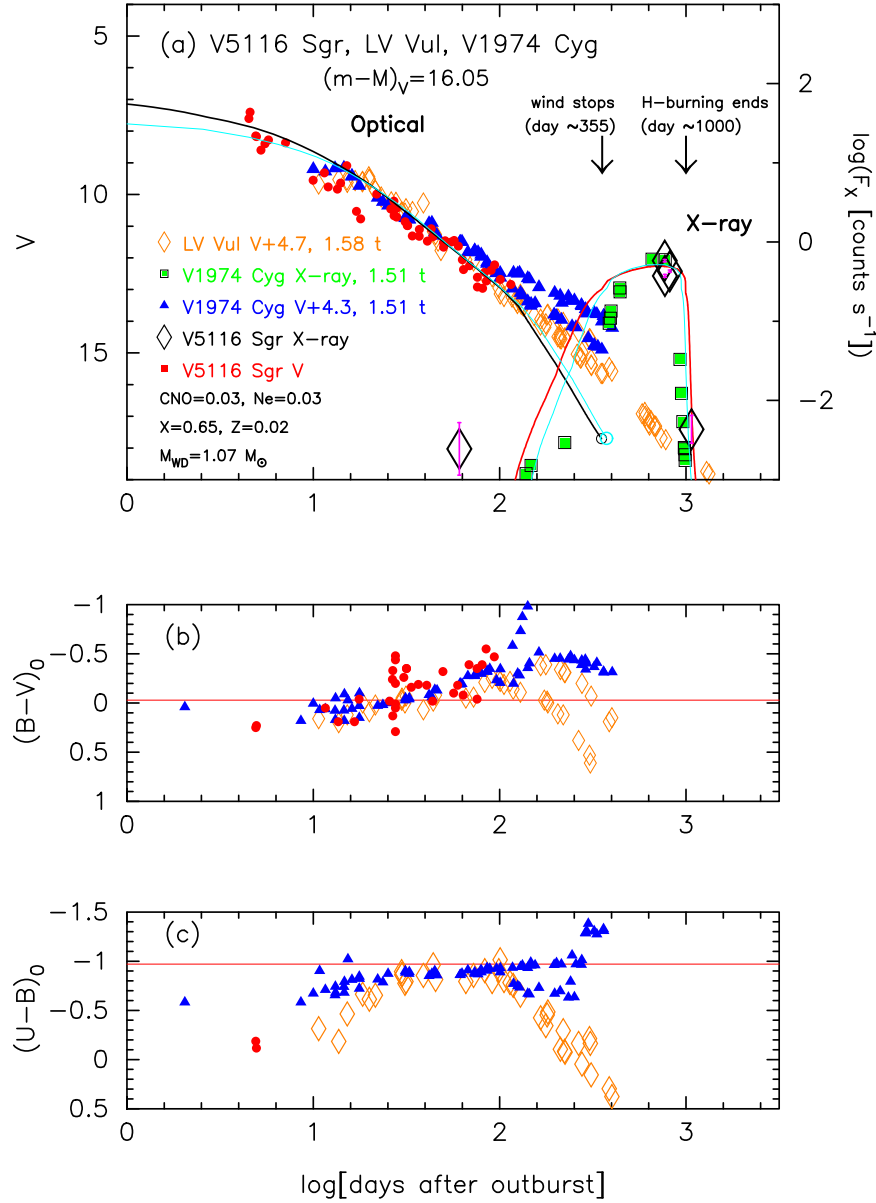 (a) V5116 Sgr, LV Vul, V1974 Cyg
(m−M)V=16.05
wind stops
(day ~355)
H−burning ends
(day ~1000)
Optical
X−ray
LV Vul V+4.7, 1.58 t
V1974 Cyg X−ray, 1.51 t
V1974 Cyg V+4.3, 1.51 t
V5116 Sgr X−ray
V5116 Sgr V
CNO=0.03, Ne=0.03
X=0.65, Z=0.02
MWD=1.07 M⊙
V
5
10
15
log(FX [counts s−1])
2
0
−2
0
1
2
3
(b)
(B−V)0
−1
−0.5
0
0.5
1
0
1
2
3
(c)
(U−B)0
−1.5
−1
−0.5
0
0.5
0
1
2
3
log[days after outburst]